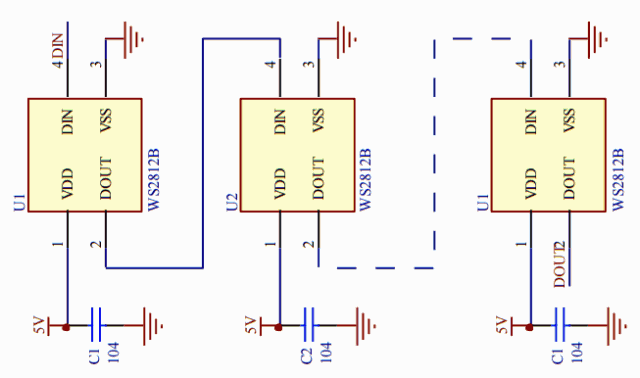 4 DIN
3
4
3
4
3
DIN
VSS
DIN
VSS
DIN
VSS
VDD
DOUT
VDD
DOUT
VDD
DOUT
U1
WS2812B
U2
WS2812B
U1
WS2812B
1
2
1
2
1
DOUT 2
5V
5V
5V
C1
104
C2
104
C1
104